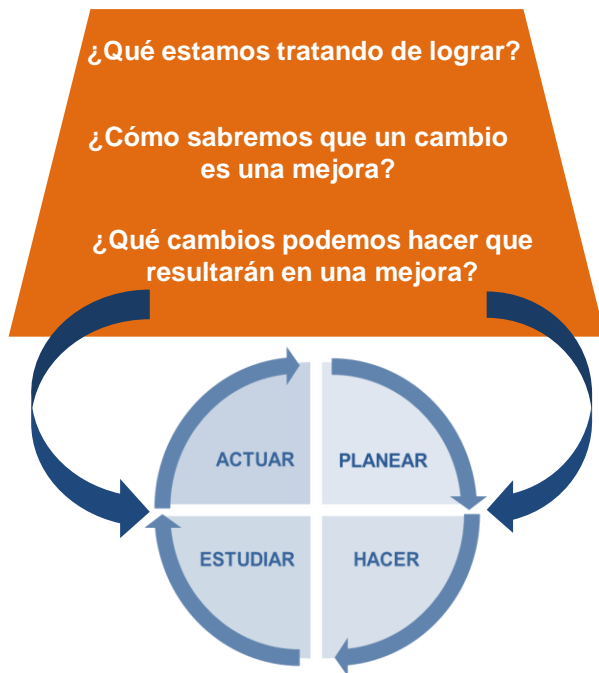 ¿Qué estamos tratando de lograr?
¿Cómo sabremos que un cambio
es una mejora?
¿Qué cambios podemos hacer que
resultarán en una mejora?
ACTUAR
PLANEAR
ESTUDIAR
HACER